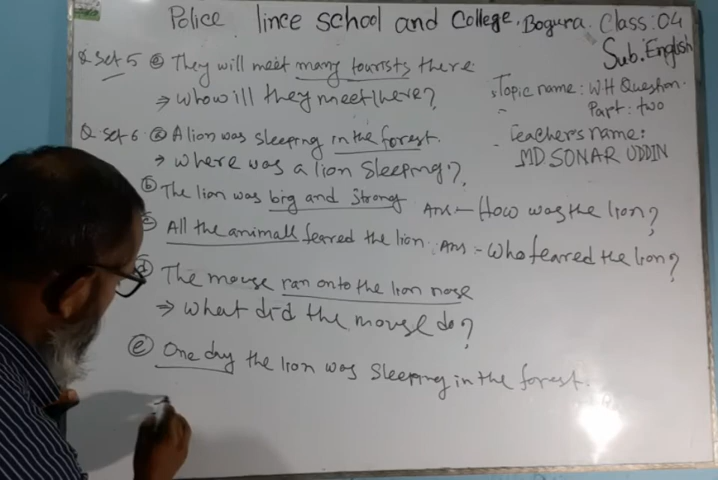 Police lince school and College. Bogura. Class: 04
Sub. English
Topic name: WH Question.
Part: two
Teachers name:
MD SONAR UDDIN
Q. Set 5 @ They will meet many tourists there.
⇒ Who will they meet there?
Q. Set 6 @ A lion was sleeping in the forest.
⇒ Where was a lion sleeping?
ⓑ The lion was big and strong Ans - How was the lion?
ⓒ All the animals feared the lion. Ans :- Who feared the lion?
ⓓ The mouse ran onto the lion nose
⇒ What did the mouse do?
ⓔ One day the lion was sleeping in the forest.